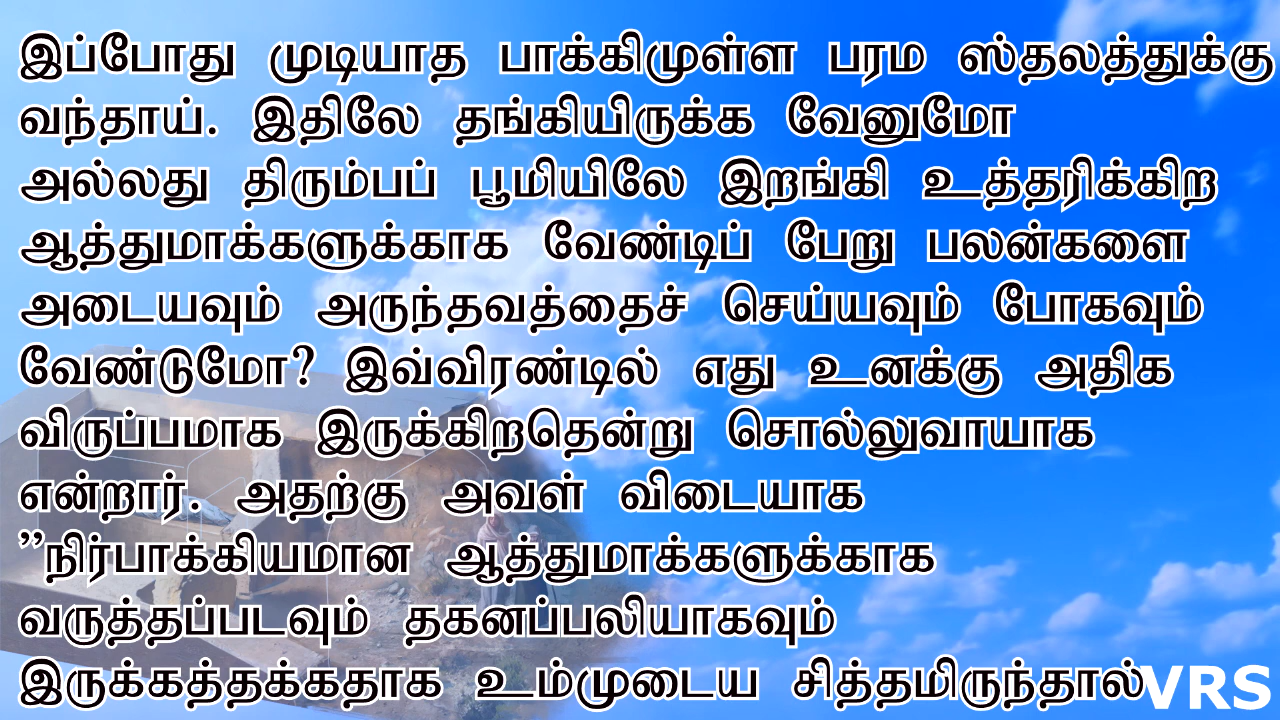 இப்போது முடியாத பாக்கிமுள்ள பரம ஸ்தலத்துக்கு
வந்தாய். இதிலே தங்கியிருக்க வேனுமோ
அல்லது திரும்பப் பூமியிலே இறங்கி உத்தரிக்கிற
ஆத்துமாக்களுக்காக வேண்டிப் பேறு பலன்களை
அடையவும் அருந்தவத்தைச் செய்யவும் போகவும்
வேண்டுமோ? இவ்விரண்டில் எது உனக்கு அதிக
விருப்பமாக இருக்கிறதென்று சொல்லுவாயாக
என்றார். அதற்கு அவள் விடையாக
”நிர்பாக்கியமான ஆத்துமாக்களுக்காக
வருத்தப்படவும் தகனப்பலியாகவும்
இருக்கத்தக்கதாக உம்முடைய சித்தமிருந்தால்
VRS